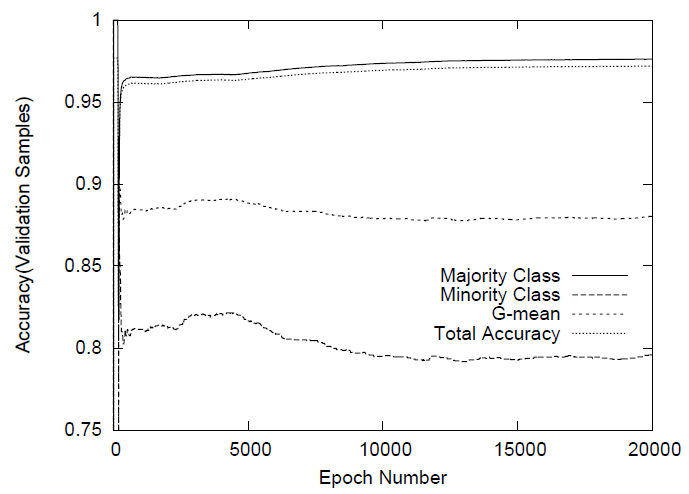 1
0.95
0.9
0.85
0.8
0.75
Accuracy(Validation Samples)
Majority Class
Minority Class
G-mean
Total Accuracy
0 5000 10000 15000 20000
Epoch Number